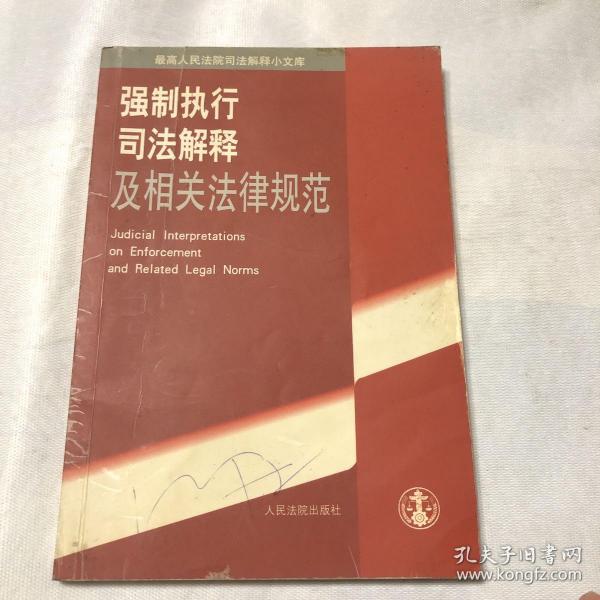 最高人民法院司法解释小文库
强制执行
司法解释
及相关法律规范
Judicial Interpretations
on Enforcement
and Related Legal Norms
人民法院出版社
孔夫子旧书网
www.kongfz.com